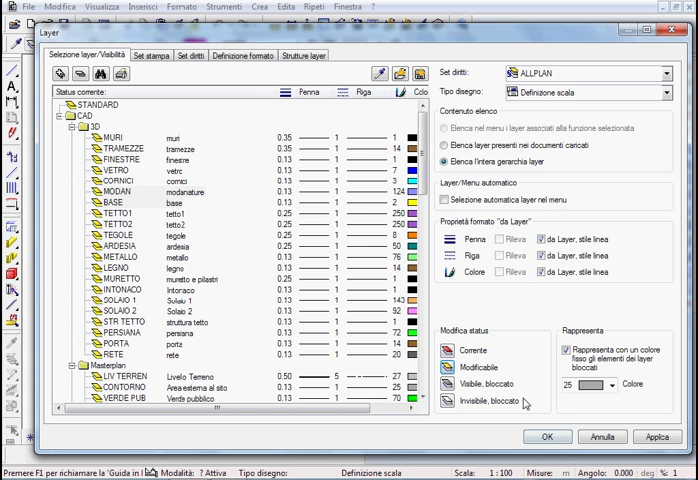 File Modifica Visualizza Inserisci Formato Strumenti Crea Edita Ripeti Finestra ?
Layer
Selezione layer/Visibilità Set stampa Set diritti Definizione formato Strutture layer
Status corrente: Penna Riga Colo
STANDARD
CAD
3D
MURI muri 0.35 1 1
TRAMEZZE tramezze 0.35 1 14
FINESTRE finestre 0.13 1 1
VETRO vetrc 0.13 1 7
CORNICI cornici 0.13 1 3
MODAN modanature 0.13 1 124
BASE base 0.13 1 2
TETTO1 tetto1 0.25 1 250
TETTO2 tetto2 0.25 1 250
TEGOLE tegole 0.25 1 8
ARDESIA ardesia 0.25 1 50
METALLO metallo 0.13 1 76
LEGNO legno 0.13 1 14
MURETTO muretto e pilastri 0.25 1 1
INTONACO Intonaco 0.13 1 1
SOLAIO 1 Solaio 1 0.13 1 143
SOLAIO 2 Solaio 2 0.13 1 92
STR TETTO struttura tetto 0.13 1 1
PERSIANA persiana 0.13 1 72
PORTA porta 0.13 1 14
RETE rete 0.13 1 20
Masterplan
LIV TERREN Livelo Terreno 0.50 5 27
CONTORNO Area esterna al sito 0.13 1 25
VERDE PUB Verde pubblico 0.13 1 70
Set diritti: ALLPLAN
Tipo disegno: Definizione scala
Contenuto elenco
Elenca nel menu i layer associati alla funzione selezionata
Elenca layer presenti nei documenti caricati
Elenca l'intera gerarchia layer
Layer/Menu automatico
Selezione automatica layer nel menu
Proprietà formato "da Layer"
Penna Rileva da Layer, stile linea
Riga Rileva da Layer, stile linea
Colore Rileva da Layer, stile linea
Modifica status
Corrente
Modificabile
Visibile, bloccato
Invisibile, bloccato
Rappresenta
Rappresenta con un colore
fisso gli elementi dei layer
bloccati
25 Colore
OK Annulla Applica
Premere F1 per richiamare la 'Guida in l Modalità: ? Attiva Tipo disegno: Definizione scala Scala: 1 : 100 Misure: m Angolo: 0.000 deg %: 1